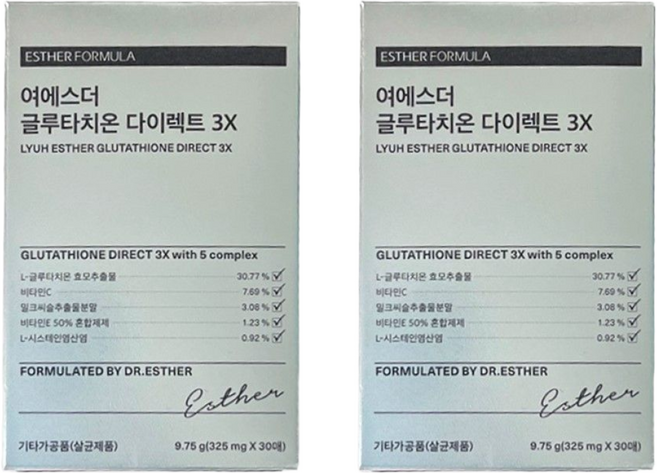 ESTHER FORMULA
여에스더
글루타치온 다이렉트 3X
LYUH ESTHER GLUTATHIONE DIRECT 3X
GLUTATHIONE DIRECT 3X with 5 complex
L-글루타치온 효모추출물 30.77 %
비타민C 7.69 %
밀크씨슬추출물분말 3.08 %
비타민E 50% 혼합제제 1.23 %
L-시스테인염산염 0.92 %
FORMULATED BY DR.ESTHER
Esther
기타가공품(살균제품) 9.75 g(325 mg X 30매)
ESTHER FORMULA
여에스더
글루타치온 다이렉트 3X
LYUH ESTHER GLUTATHIONE DIRECT 3X
GLUTATHIONE DIRECT 3X with 5 complex
L-글루타치온 효모추출물 30.77 %
비타민C 7.69 %
밀크씨슬추출물분말 3.08 %
비타민E 50% 혼합제제 1.23 %
L-시스테인염산염 0.92 %
FORMULATED BY DR.ESTHER
Esther
기타가공품(살균제품) 9.75 g(325 mg X 30매)